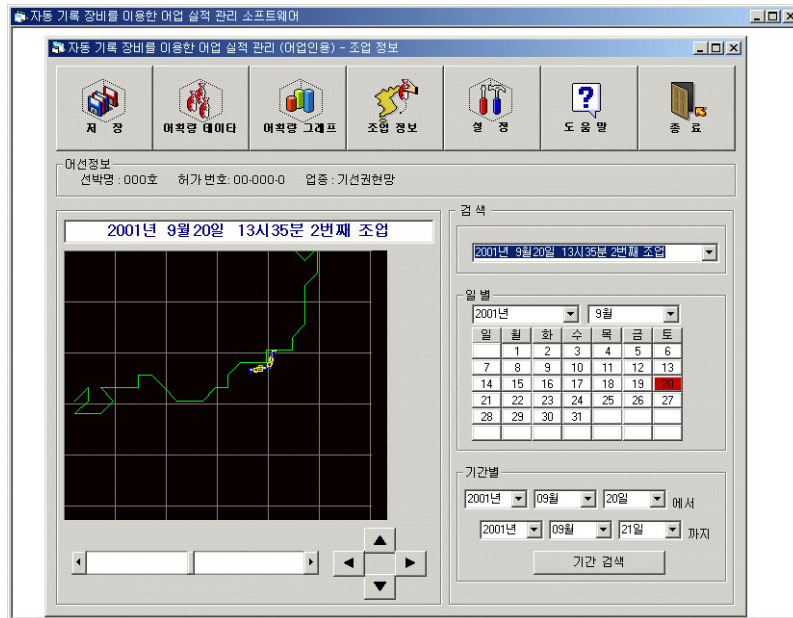 자동 기록 장비를 이용한 어업 실적 관리 소프트웨어
자동 기록 장비를 이용한 어업 실적 관리 (어업인용) - 조업 정보
저 장 어획량 데이타 어획량 그래프 조업 정보 설 정 도 움 말 종 료
어선정보
선박명 : 000호 허가 번호: 00-000-0 업종 : 기선권현망
2001년 9월20일 13시35분 2번째 조업
검 색
2001년 9월20일 13시35분 2번째 조업
일 별
2001년 9월
일 월 화 수 목 금 토
1 2 3 4 5 6
7 8 9 10 11 12 13
14 15 16 17 18 19 20
21 22 23 24 25 26 27
28 29 30 31
기간별
2001년 09월 20일 에서
2001년 09월 21일 까지
기간 검색